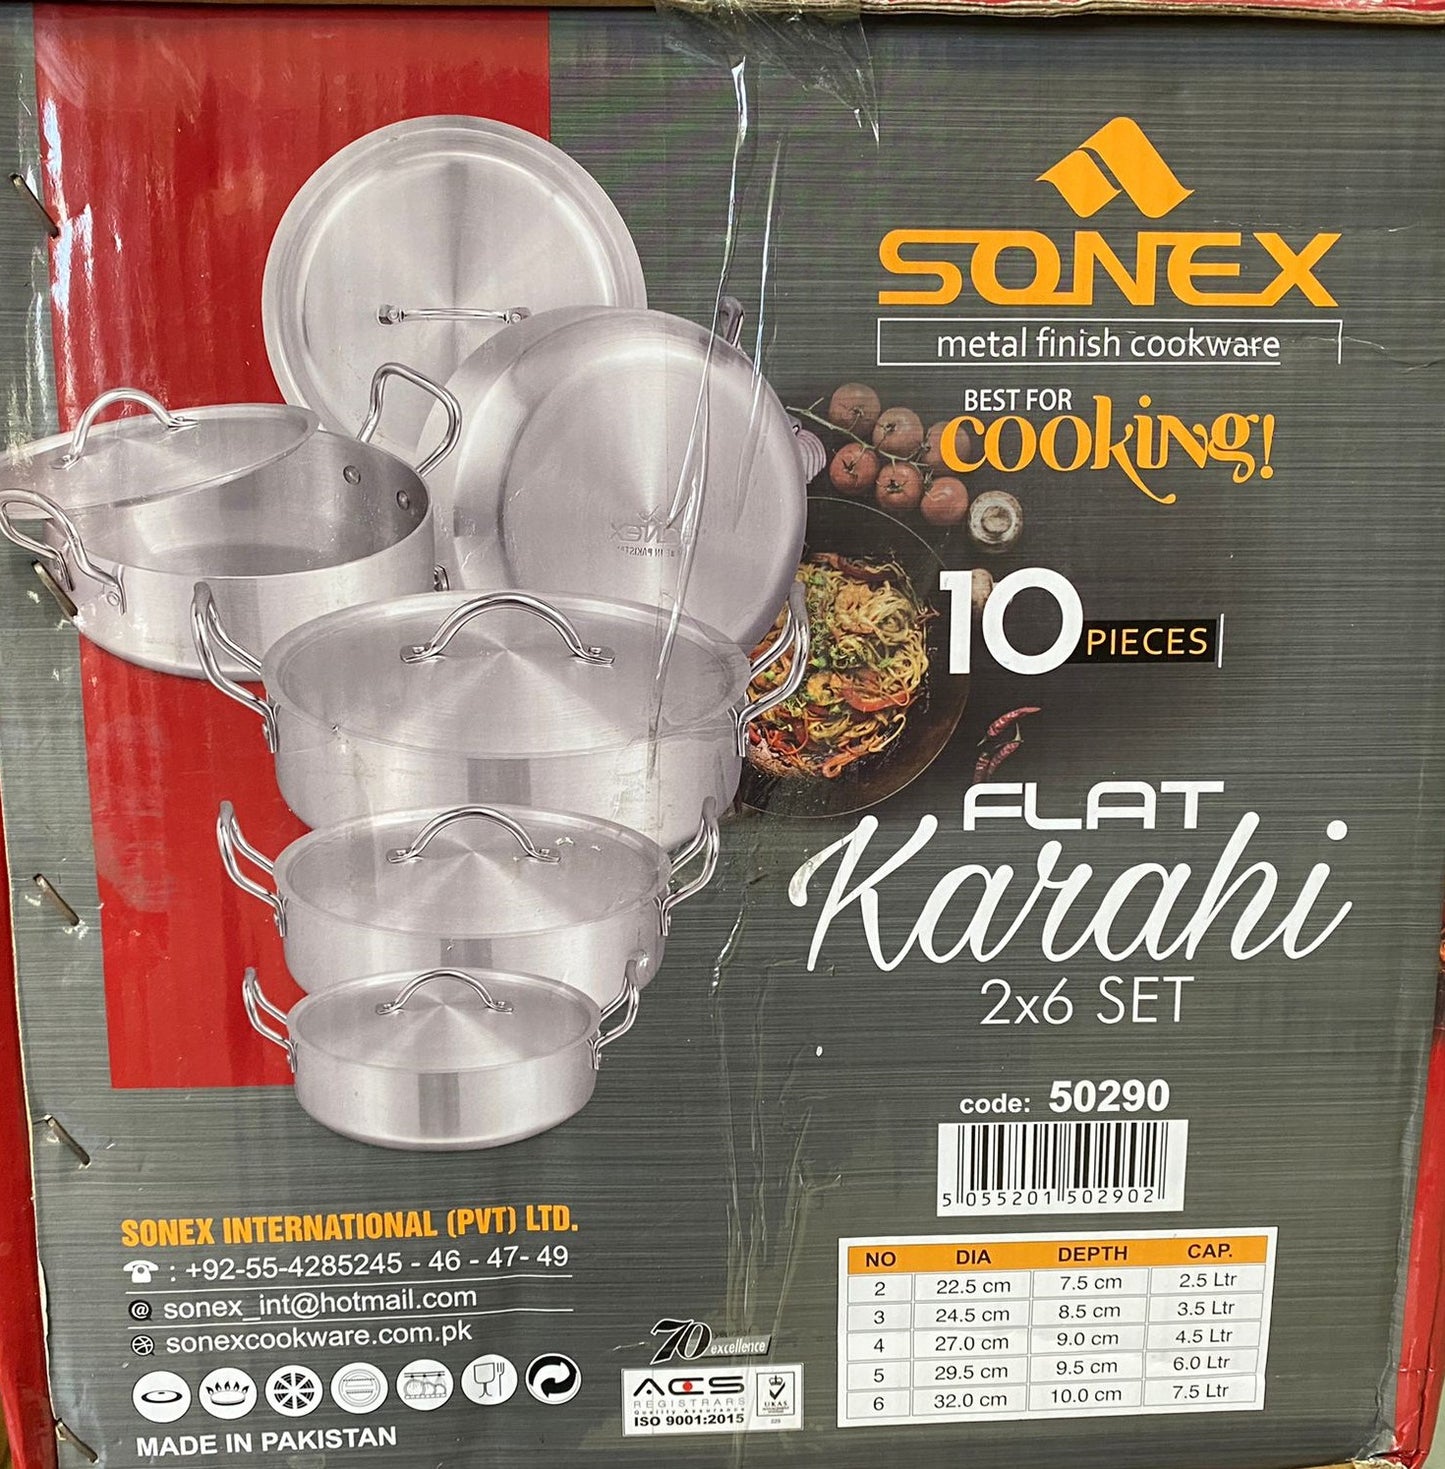 SONEX
metal finish cookware
BEST FOR
cooking!
10 PIECES
FLAT
Karahi
2x6 SET
code: 50290
5 055201 502902
NO DIA DEPTH CAP.
2 22.5 cm 7.5 cm 2.5 Ltr
3 24.5 cm 8.5 cm 3.5 Ltr
4 27.0 cm 9.0 cm 4.5 Ltr
5 29.5 cm 9.5 cm 6.0 Ltr
6 32.0 cm 10.0 cm 7.5 Ltr
SONEX INTERNATIONAL (PVT) LTD.
: +92-55-4285245 - 46 - 47- 49
@ sonex_int@hotmail.com
sonexcookware.com.pk
MADE IN PAKISTAN
70
excellence
ACS
REGISTRARS
Quality Assurance
ISO 9001:2015
UKAS